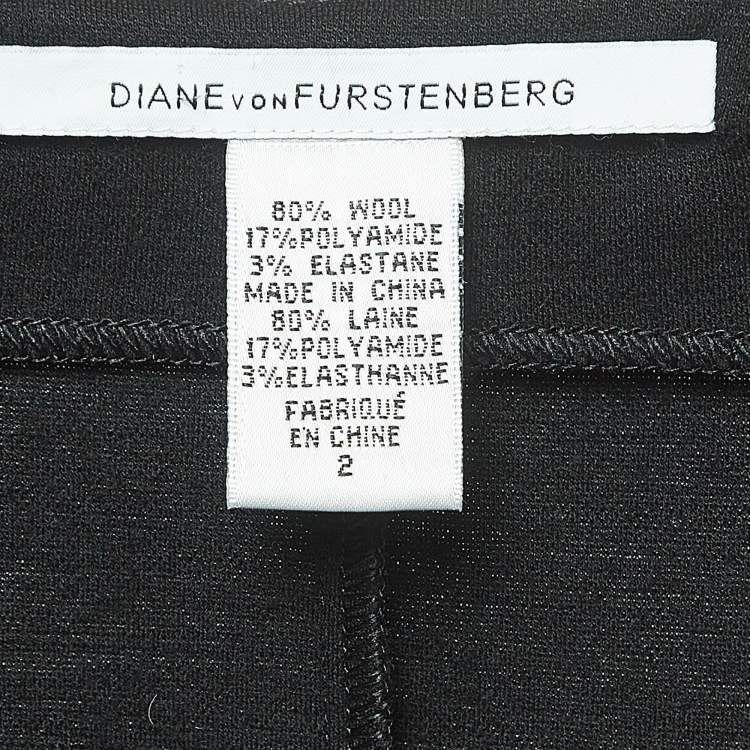 DIANE VON FURSTENBERG
80% WOOL
17%POLYAMIDE
3% ELASTANE
MADE IN CHINA
80% LAINE
17%POLYAMIDE
3%ELASTHANNE
FABRIQUÉ
EN CHINE
2